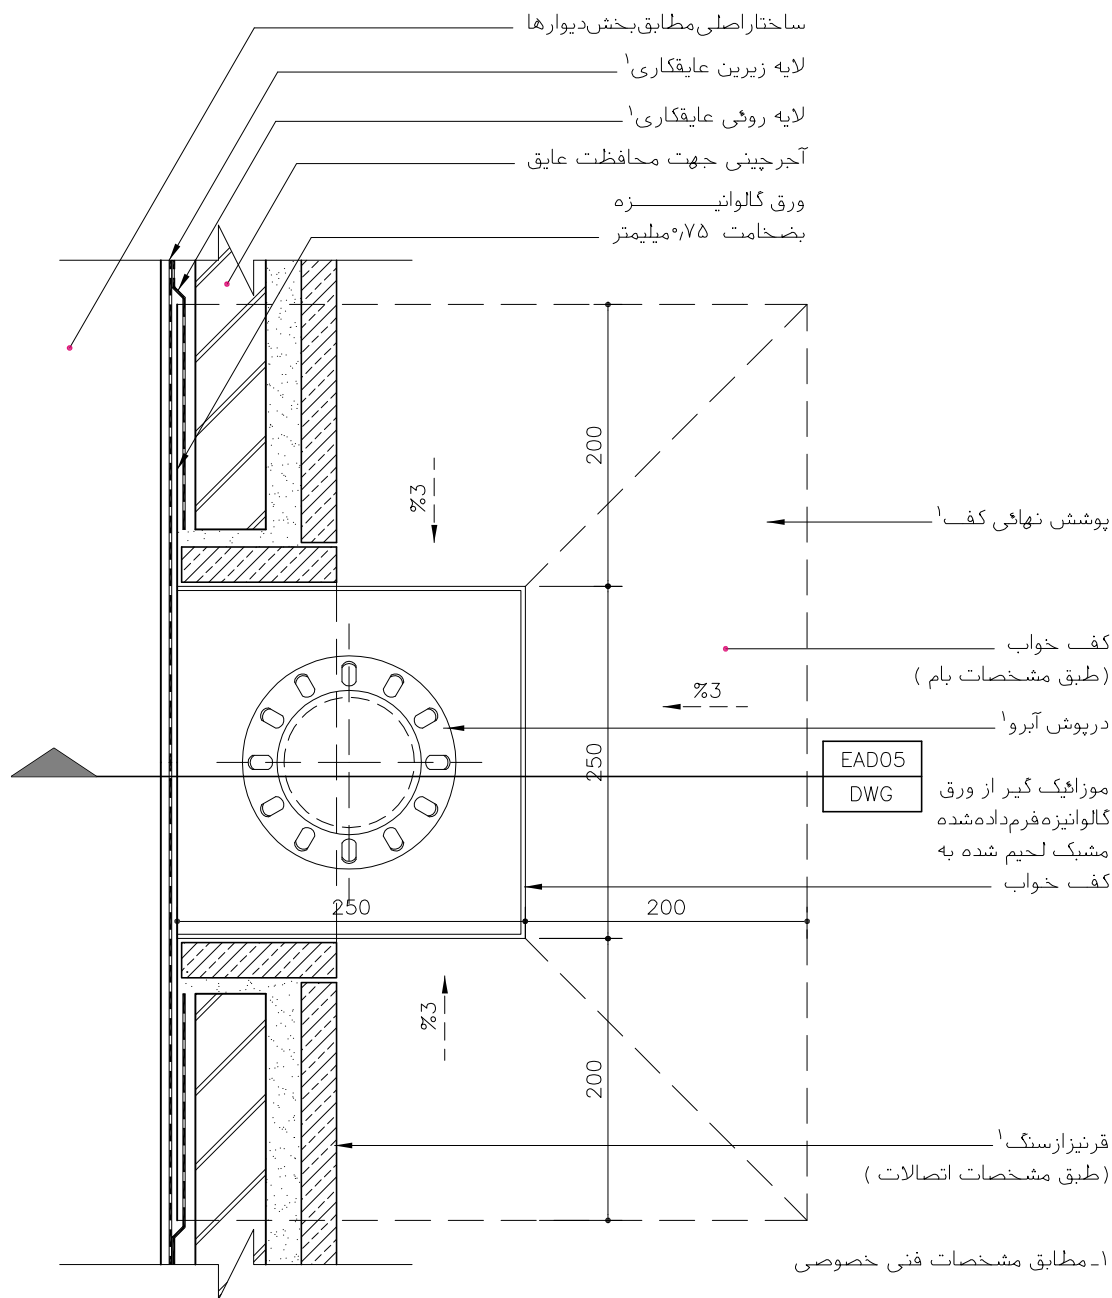 ساختاراصلی مطابق بخش دیوارها
لایه زیرین عایقکاری۱
لایه روئی عایقکاری۱
آجرچینی جهت محافظت عایق
ورق گالوانیــــــــزه
بضخامت ۰٫۷۵میلیمتر
200
%3
پوشش نهائی کف۱
کف خواب
(طبق مشخصات بام )
%3
درپوش آبرو۱
EAD05
DWG
250
موزائیک گیر از ورق
گالوانیزه فرم داده شده
مشبک لحیم شده به
کف خواب
250
200
%3
200
قرنیزازسنگ۱
(طبق مشخصات اتصالات )
۱ـ مطابق مشخصات فنی خصوصی